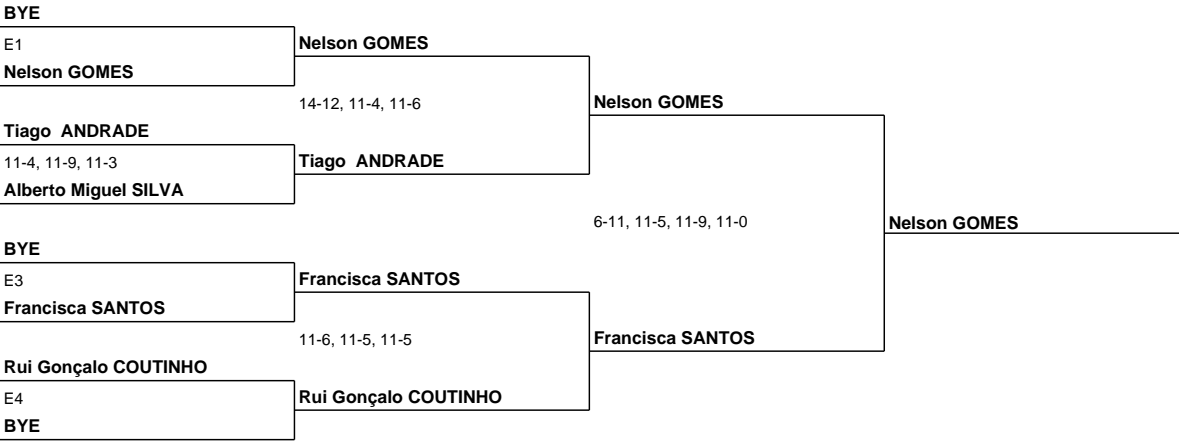 BYE
E1
Nelson GOMES
Nelson GOMES
14-12, 11-4, 11-6
Nelson GOMES
Tiago  ANDRADE
11-4, 11-9, 11-3
Tiago  ANDRADE
Alberto Miguel SILVA
6-11, 11-5, 11-9, 11-0
Nelson GOMES
BYE
E3
Francisca SANTOS
Francisca SANTOS
11-6, 11-5, 11-5
Francisca SANTOS
Rui Gonçalo COUTINHO
E4
Rui Gonçalo COUTINHO
BYE